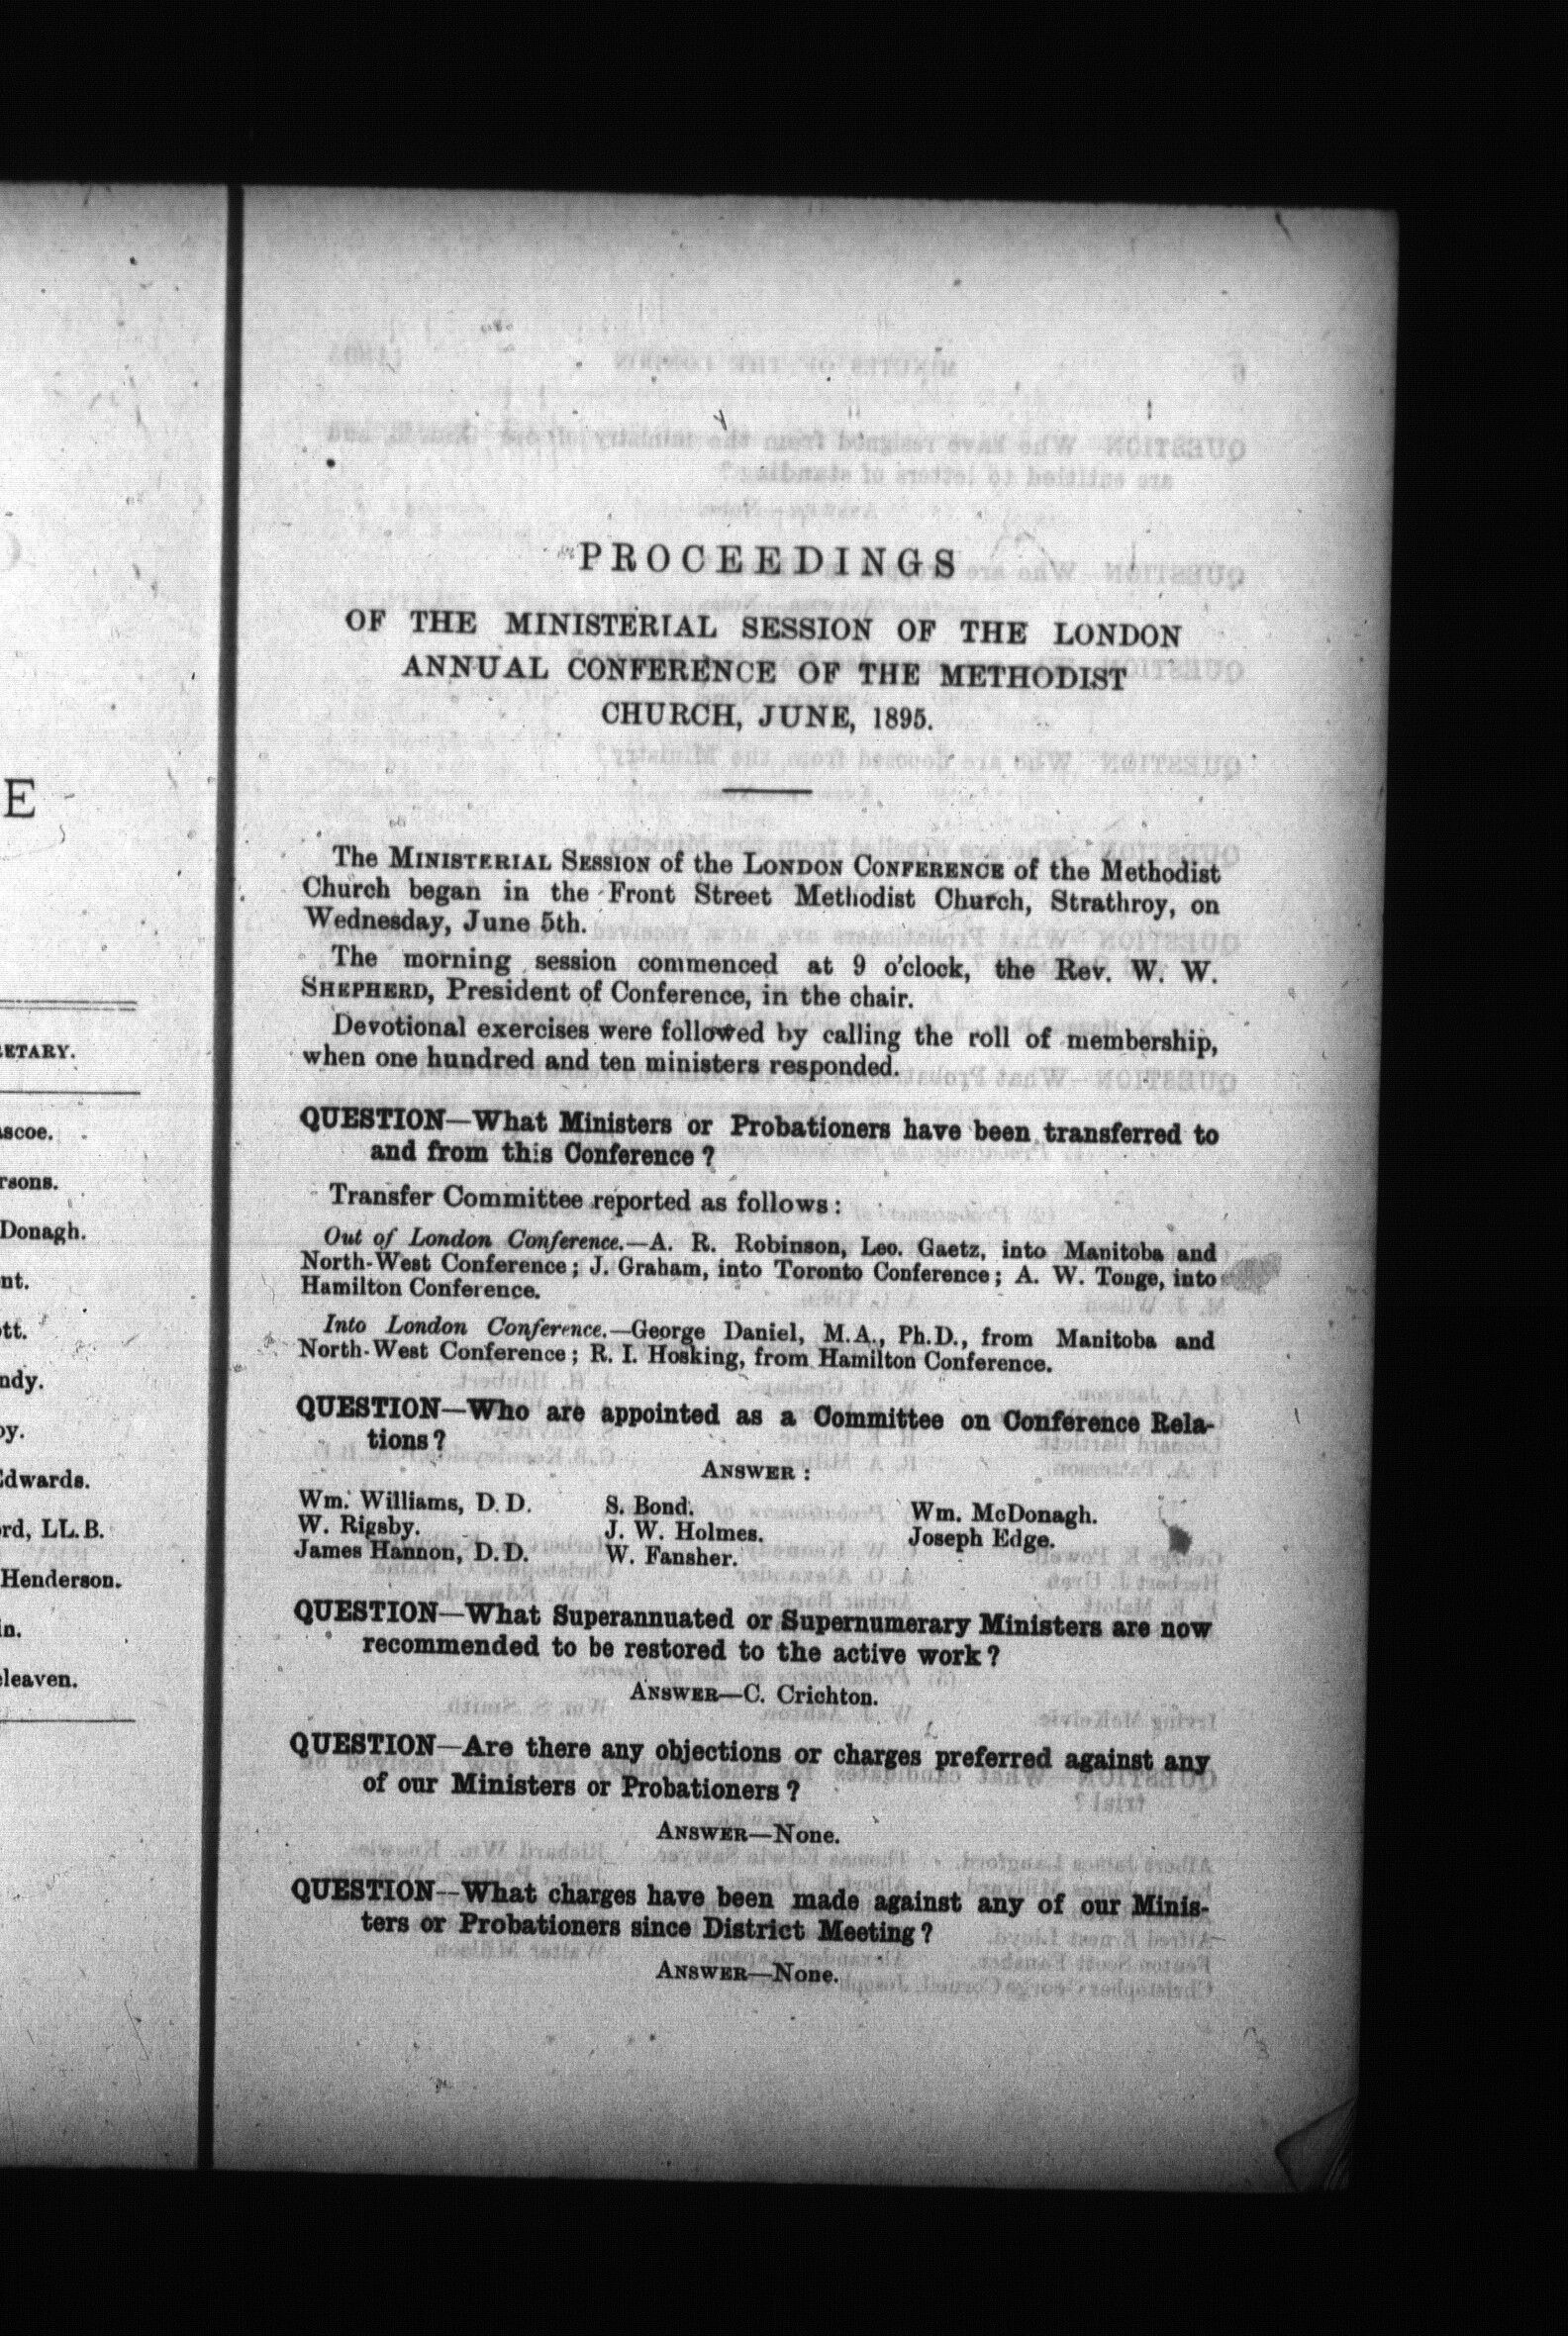 E
ETARY.
scoe.
rsons.
Donagh.
nt.
ott.
ndy.
oy.
Edwards.
ord, LL.B.
Henderson.
in.
eleaven.
PROCEEDINGS
OF THE MINISTERIAL SESSION OF THE LONDON
ANNUAL CONFERENCE OF THE METHODIST
CHURCH, JUNE, 1895.
The MINISTERIAL SESSION of the LONDON CONFERENCE of the Methodist
Church began in the Front Street Methodist Church, Strathroy, on
Wednesday, June 5th.
The morning session commenced at 9 o'clock, the Rev. W. W.
SHEPHERD, President of Conference, in the chair.
Devotional exercises were followed by calling the roll of membership,
when one hundred and ten ministers responded.
QUESTION—What Ministers or Probationers have been transferred to
and from this Conference?
Transfer Committee reported as follows:
Out of London Conference.—A. R. Robinson, Leo. Gaetz, into Manitoba and
North-West Conference; J. Graham, into Toronto Conference; A. W. Tonge, into
Hamilton Conference.
Into London Conference.—George Daniel, M.A., Ph.D., from Manitoba and
North-West Conference; R. I. Hosking, from Hamilton Conference.
QUESTION—Who are appointed as a Committee on Conference Rela-
tions?
ANSWER:
Wm. Williams, D.D. S. Bond. Wm. McDonagh.
W. Rigsby. J. W. Holmes. Joseph Edge.
James Hannon, D.D. W. Fansher.
QUESTION—What Superannuated or Supernumerary Ministers are now
recommended to be restored to the active work?
ANSWER—C. Crichton.
QUESTION—Are there any objections or charges preferred against any
of our Ministers or Probationers?
ANSWER—None.
QUESTION—What charges have been made against any of our Minis-
ters or Probationers since District Meeting?
ANSWER—None.